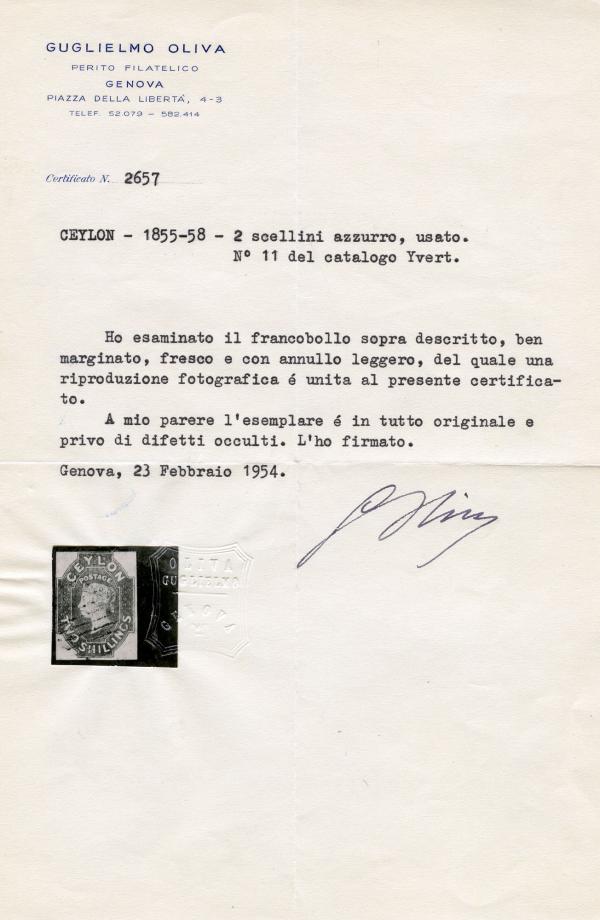 GUGLIELMO OLIVA
PERITO FILATELICO
GENOVA
PIAZZA DELLA LIBERTÀ, 4-3
TELEF. 52.079 – 582.414
Certificato N. 2657
CEYLON - 1855-58 - 2 scellini azzurro, usato.
N° 11 del catalogo Yvert.
Ho esaminato il francobollo sopra descritto, ben
marginato, fresco e con annullo leggero, del quale una
riproduzione fotografica é unita al presente certifica-
to.
A mio parere l'esemplare é in tutto originale e
privo di difetti occulti. L'ho firmato.
Genova, 23 Febbraio 1954.
G Oliva
CEYLON
POSTAGE
TWO SHILLINGS
OLIVA
GUGLIELMO
GENOVA